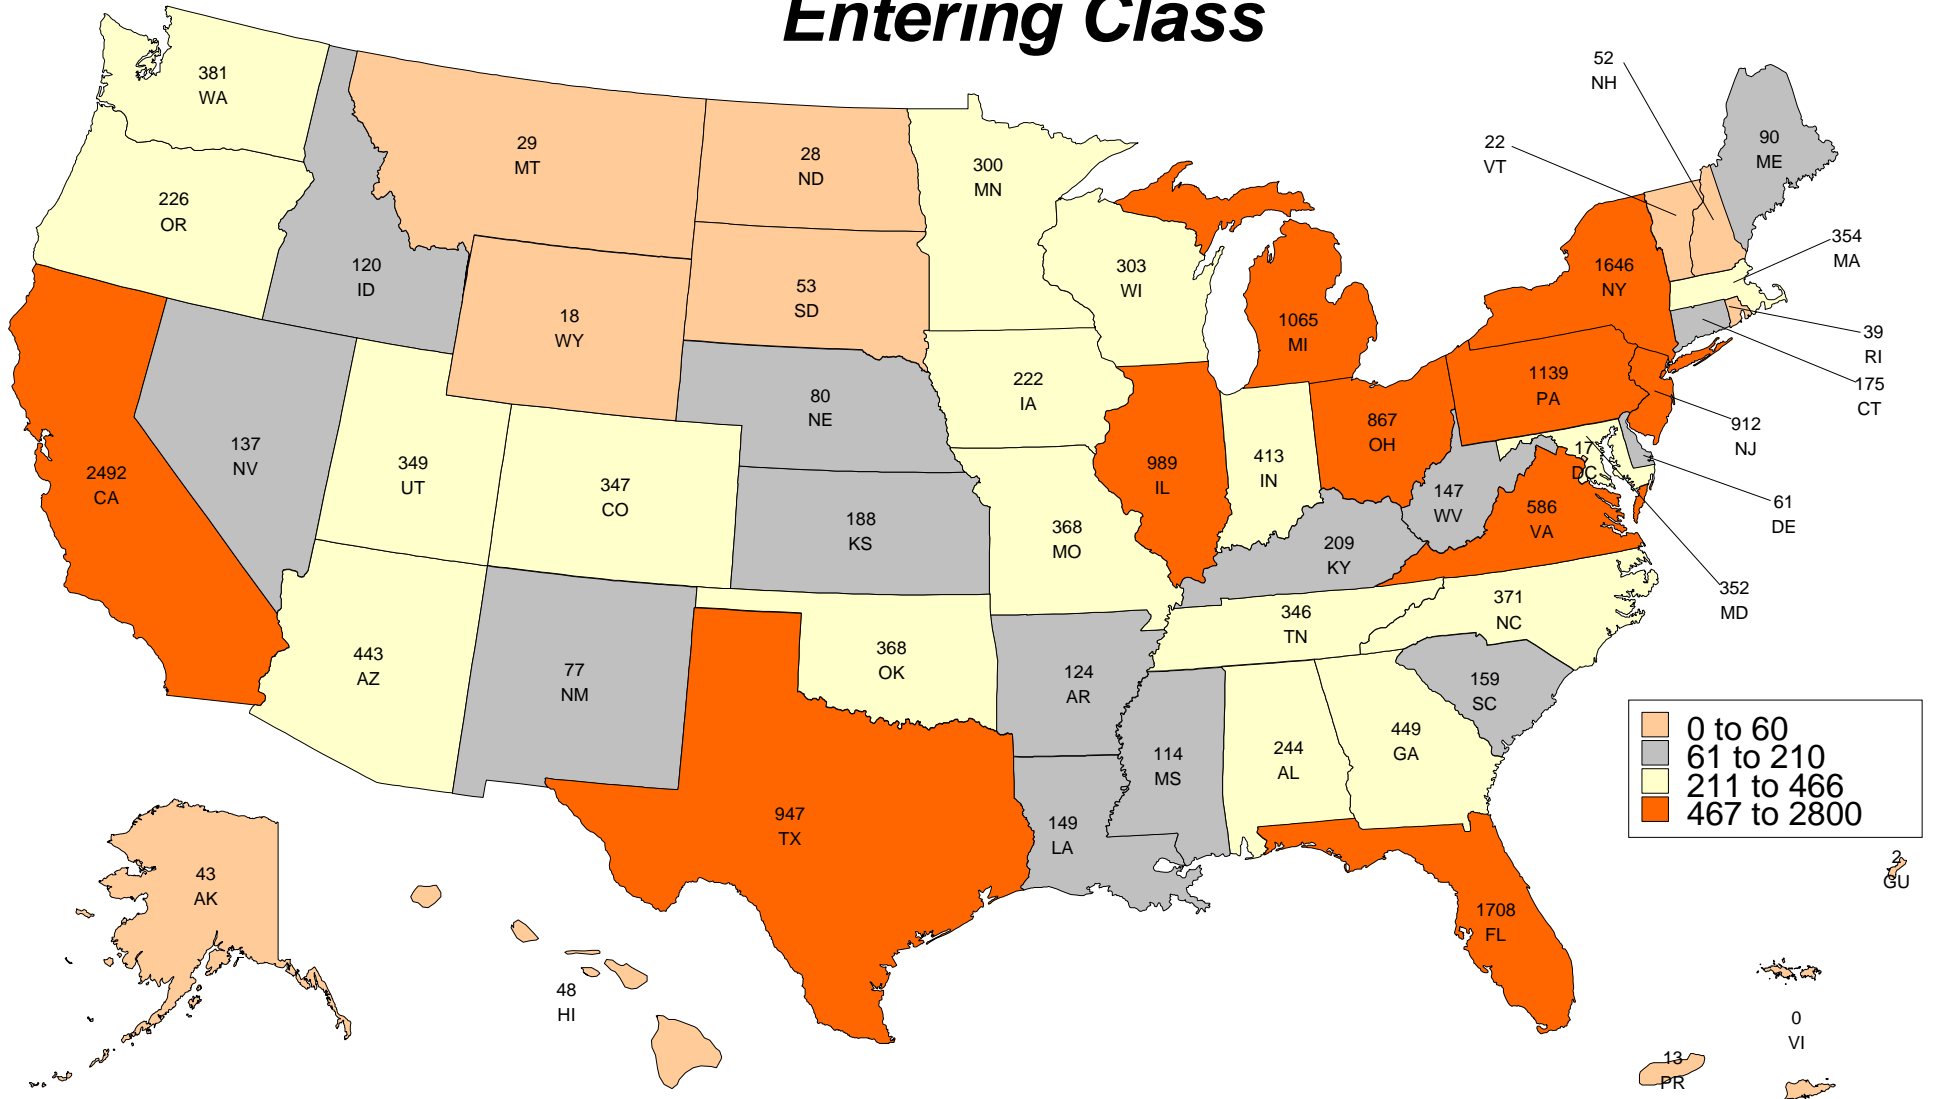 Entering Class
381
WA
226
OR
120
ID
29
MT
28
ND
300
MN
52
NH
90
ME
22
VT
354
MA
39
RI
175
CT
912
NJ
61
DE
352
MD
17
DC
1646
NY
1139
PA
303
WI
1065
MI
53
SD
18
WY
222
IA
80
NE
867
OH
413
IN
989
IL
147
WV
586
VA
209
KY
137
NV
349
UT
347
CO
188
KS
368
MO
2492
CA
443
AZ
77
NM
368
OK
124
AR
346
TN
371
NC
159
SC
449
GA
244
AL
114
MS
149
LA
947
TX
1708
FL
43
AK
48
HI
0 to 60
61 to 210
211 to 466
467 to 2800
2
GU
0
VI
13
PR